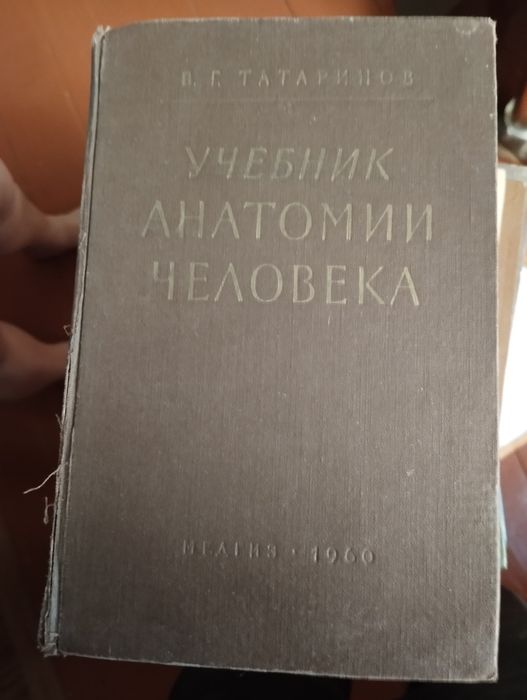 В. Г. ТАТАРИНОВ
УЧЕБНИК
АНАТОМИИ
ЧЕЛОВЕКА
МЕДГИЗ • 1960